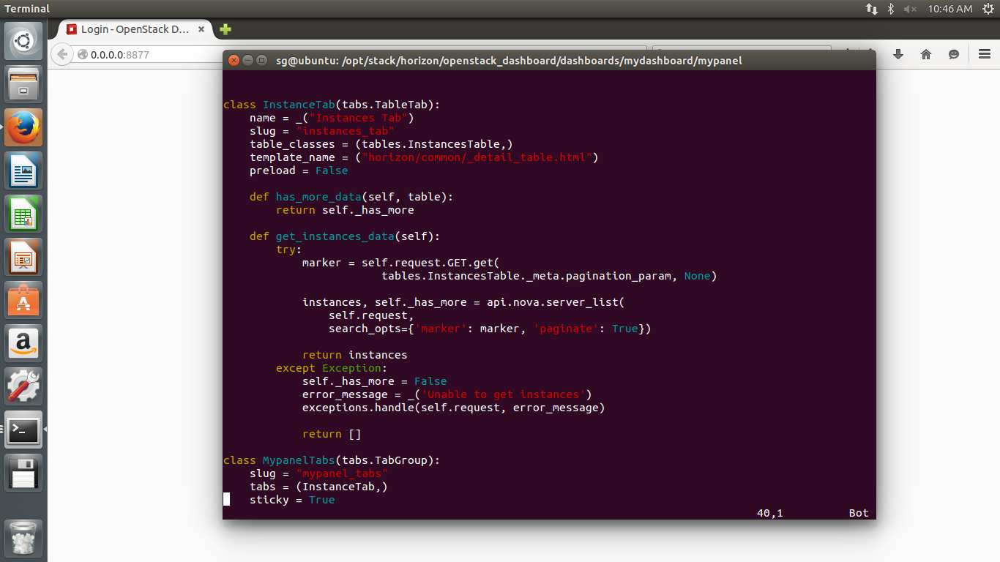 Terminal
10:46 AM
Login - OpenStack D...
0.0.0.0:8877
sg@ubuntu: /opt/stack/horizon/openstack_dashboard/dashboards/mydashboard/mypanel
class InstanceTab(tabs.TableTab):
    name = _("Instances Tab")
    slug = "instances_tab"
    table_classes = (tables.InstancesTable,)
    template_name = ("horizon/common/_detail_table.html")
    preload = False
    def has_more_data(self, table):
        return self._has_more
    def get_instances_data(self):
        try:
            marker = self.request.GET.get(
                        tables.InstancesTable._meta.pagination_param, None)
            instances, self._has_more = api.nova.server_list(
                self.request,
                search_opts={'marker': marker, 'paginate': True})
            return instances
        except Exception:
            self._has_more = False
            error_message = _('Unable to get instances')
            exceptions.handle(self.request, error_message)
            return []
class MypanelTabs(tabs.TabGroup):
    slug = "mypanel_tabs"
    tabs = (InstanceTab,)
    sticky = True
40,1 Bot